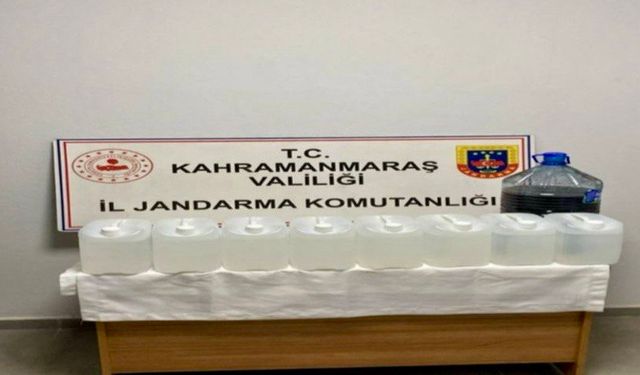 T.C.
KAHRAMANMARAŞ
VALİLİĞİ
İL JANDARMA KOMUTANLIĞI